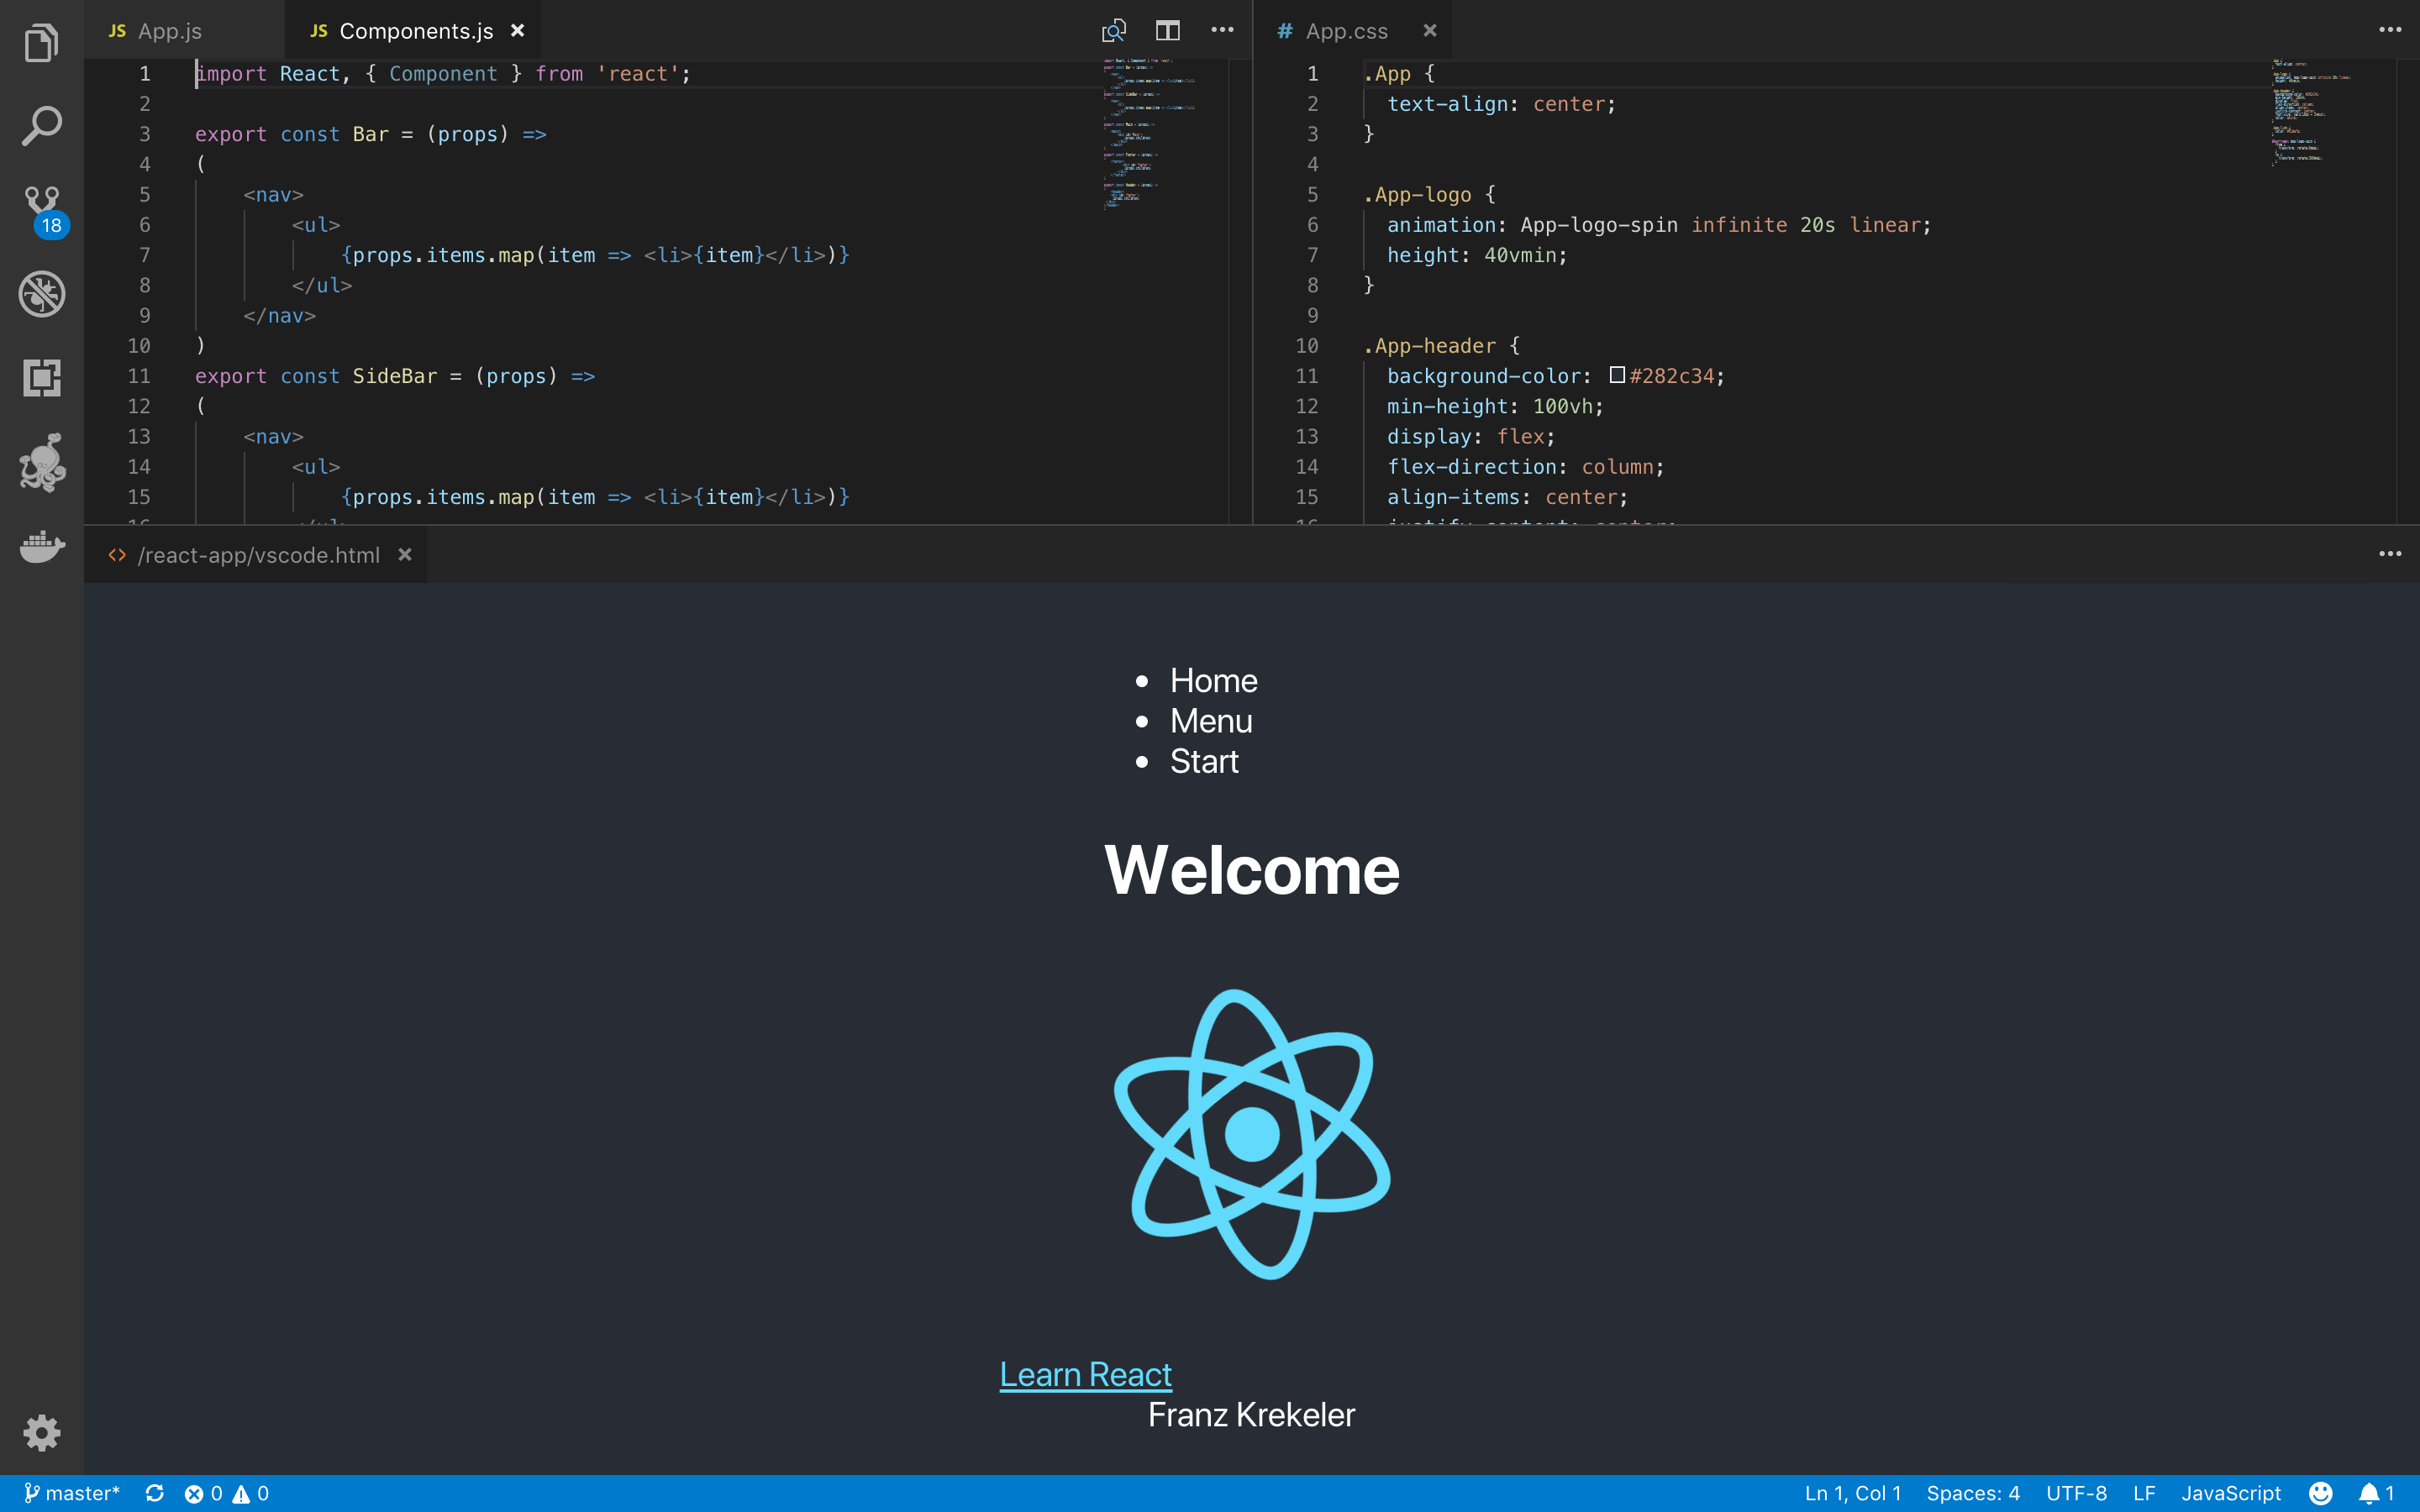 JS App.js
JS Components.js
1 import React, { Component } from 'react';
2
3 export const Bar = (props) =>
4 (
5 <nav>
6 <ul>
7 {props.items.map(item => <li>{item}</li>)}
8 </ul>
9 </nav>
10 )
11 export const SideBar = (props) =>
12 (
13 <nav>
14 <ul>
15 {props.items.map(item => <li>{item}</li>)}
16 </ul>
# App.css
1 .App {
2 text-align: center;
3 }
4
5 .App-logo {
6 animation: App-logo-spin infinite 20s linear;
7 height: 40vmin;
8 }
9
10 .App-header {
11 background-color: #282c34;
12 min-height: 100vh;
13 display: flex;
14 flex-direction: column;
15 align-items: center;
16 justify-content: center;
18
<> /react-app/vscode.html
• Home
• Menu
• Start
Welcome
Learn React
Franz Krekeler
master* 0 0 Ln 1, Col 1 Spaces: 4 UTF-8 LF JavaScript 1